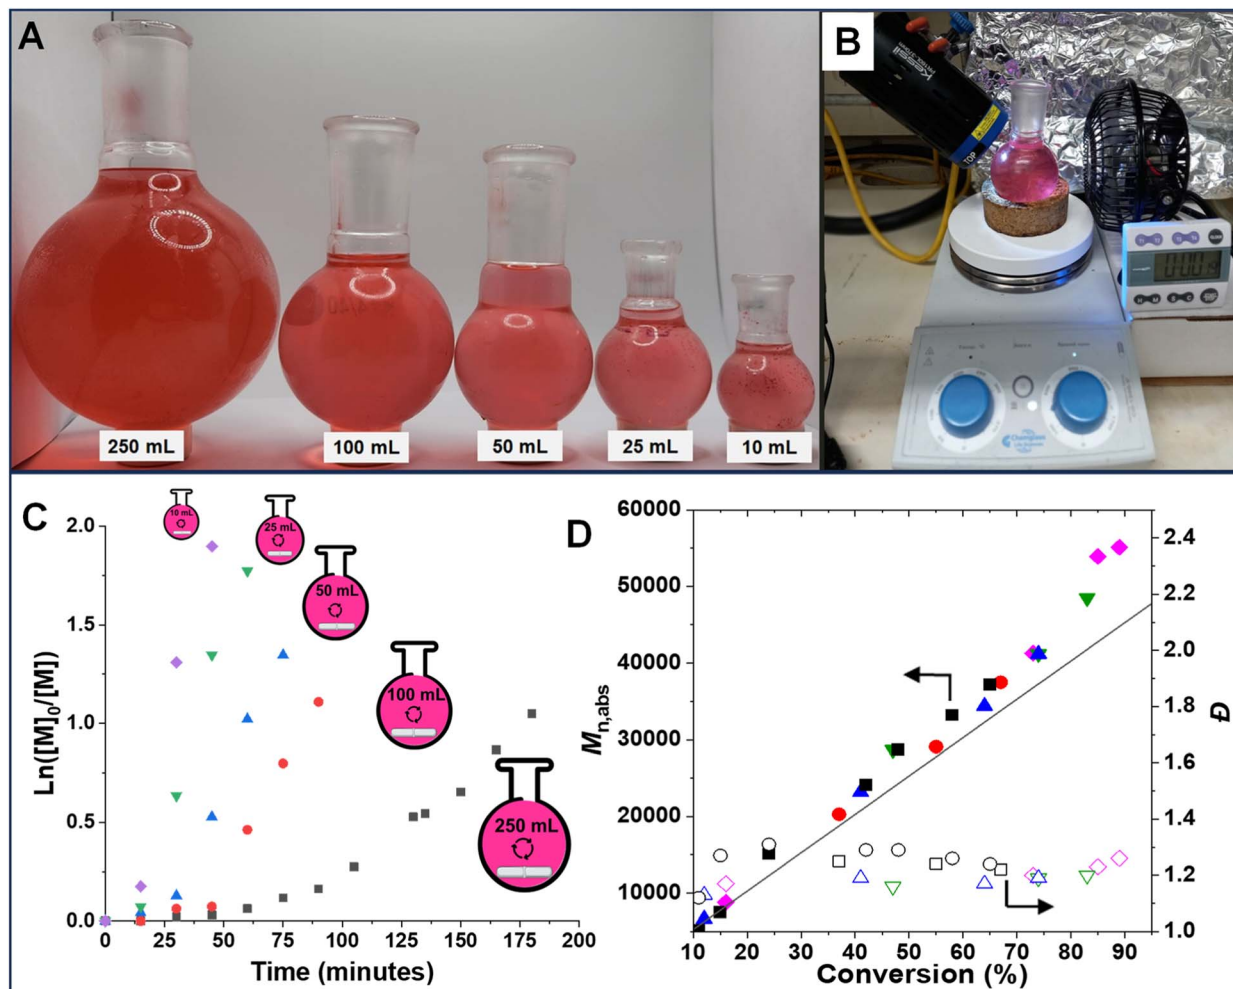 A
250 mL
100 mL
50 mL
25 mL
10 mL
B
Kessil
TOP
C
Ln([M]0/[M])
2.0
1.5
1.0
0.5
0.0
0 25 50 75 100 125 150 175 200
Time (minutes)
10 mL
25 mL
50 mL
100 mL
250 mL
D
Mn,abs
60000
50000
40000
30000
20000
10000
10 20 30 40 50 60 70 80 90
Conversion (%)
2.4
2.2
2.0
1.8
1.6
1.4
1.2
1.0
Đ